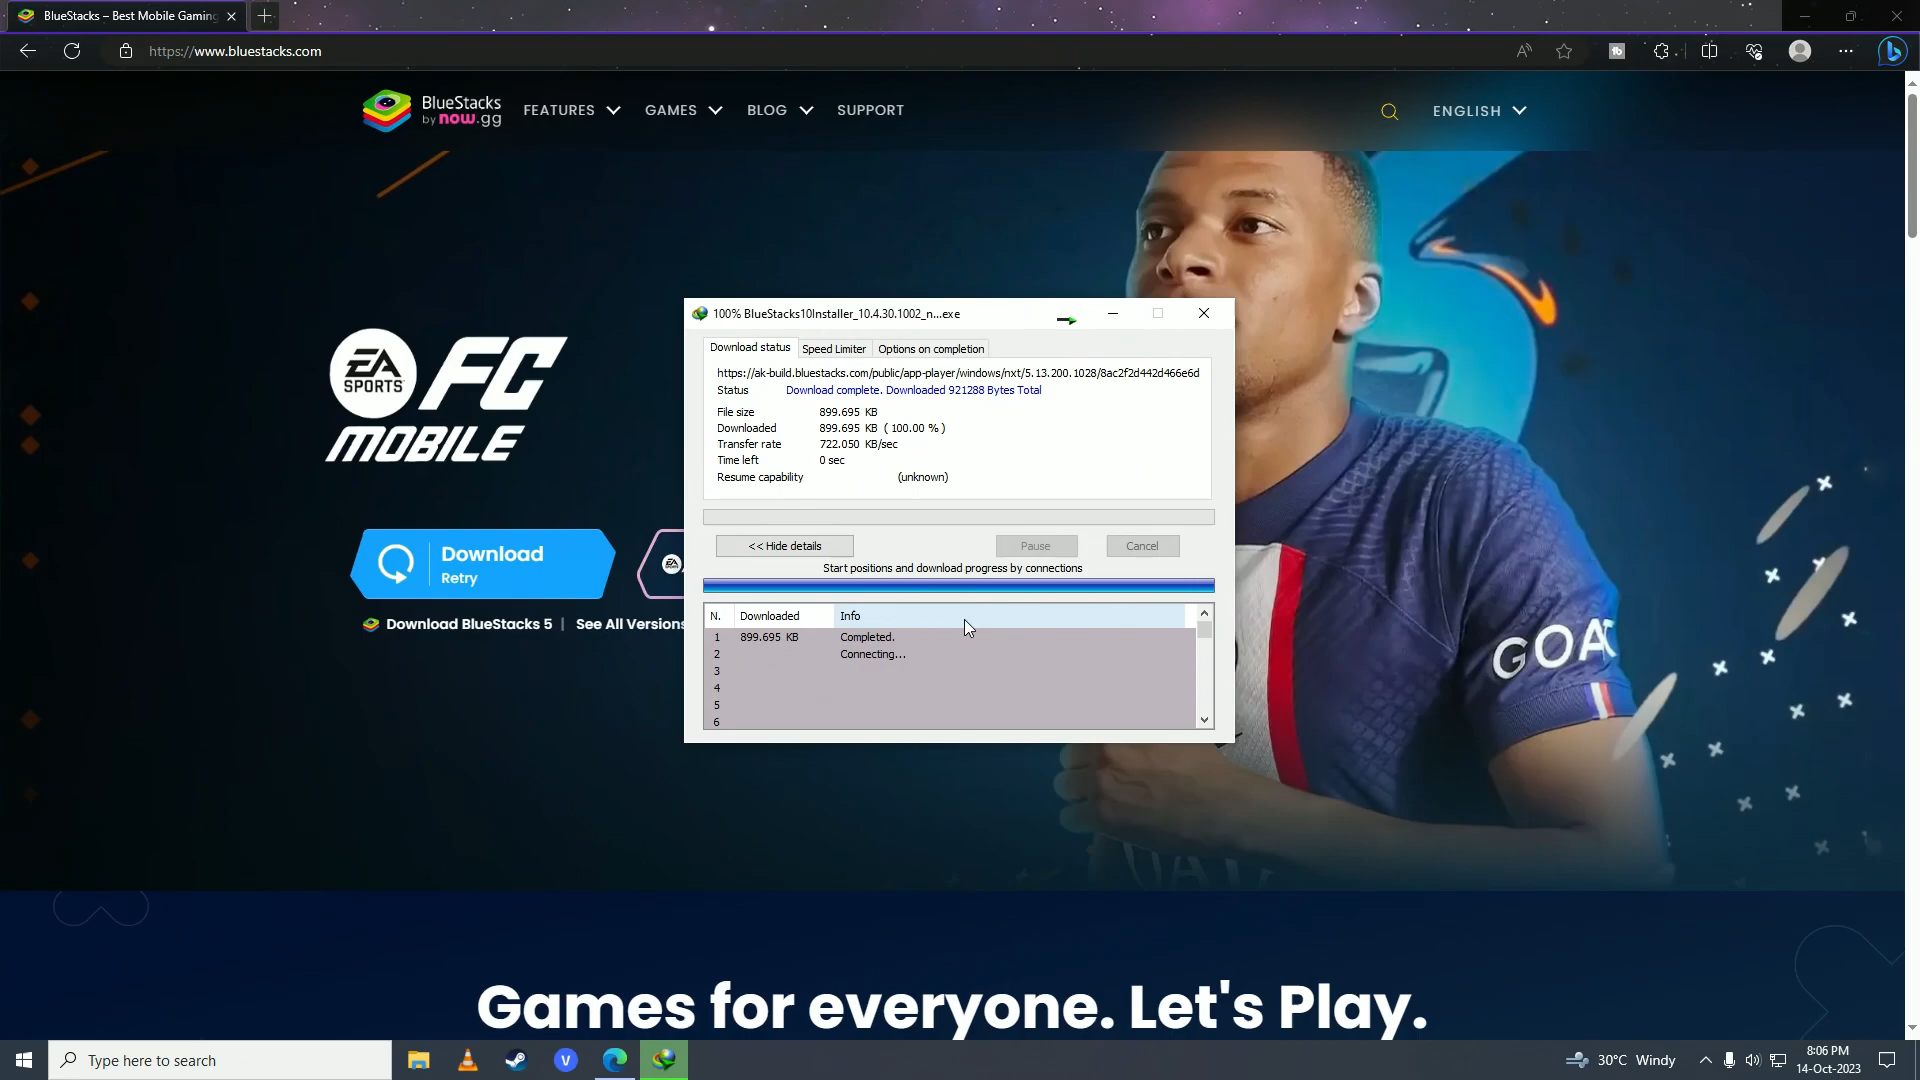 BlueStacks – Best Mobile Gaming
https://www.bluestacks.com
BlueStacks
by now.gg
FEATURES
GAMES
BLOG
SUPPORT
ENGLISH
EA
SPORTS
FC
MOBILE
Download
Retry
Download BlueStacks 5 | See All Versions
EA
100% BlueStacks10Installer_10.4.30.1002_n...exe
Download status
Speed Limiter
Options on completion
https://ak-build.bluestacks.com/public/app-player/windows/nxt/5.13.200.1028/8ac2f2d442d466e6d
Status Download complete. Downloaded 921288 Bytes Total
File size 899.695 KB
Downloaded 899.695 KB ( 100.00 % )
Transfer rate 722.050 KB/sec
Time left 0 sec
Resume capability (unknown)
<< Hide details
Pause
Cancel
Start positions and download progress by connections
N. Downloaded Info
1 899.695 KB Completed.
2 Connecting...
3
4
5
6
GOAT
Games for everyone. Let's Play.
Type here to search
V
30°C Windy
8:06 PM
14-Oct-2023